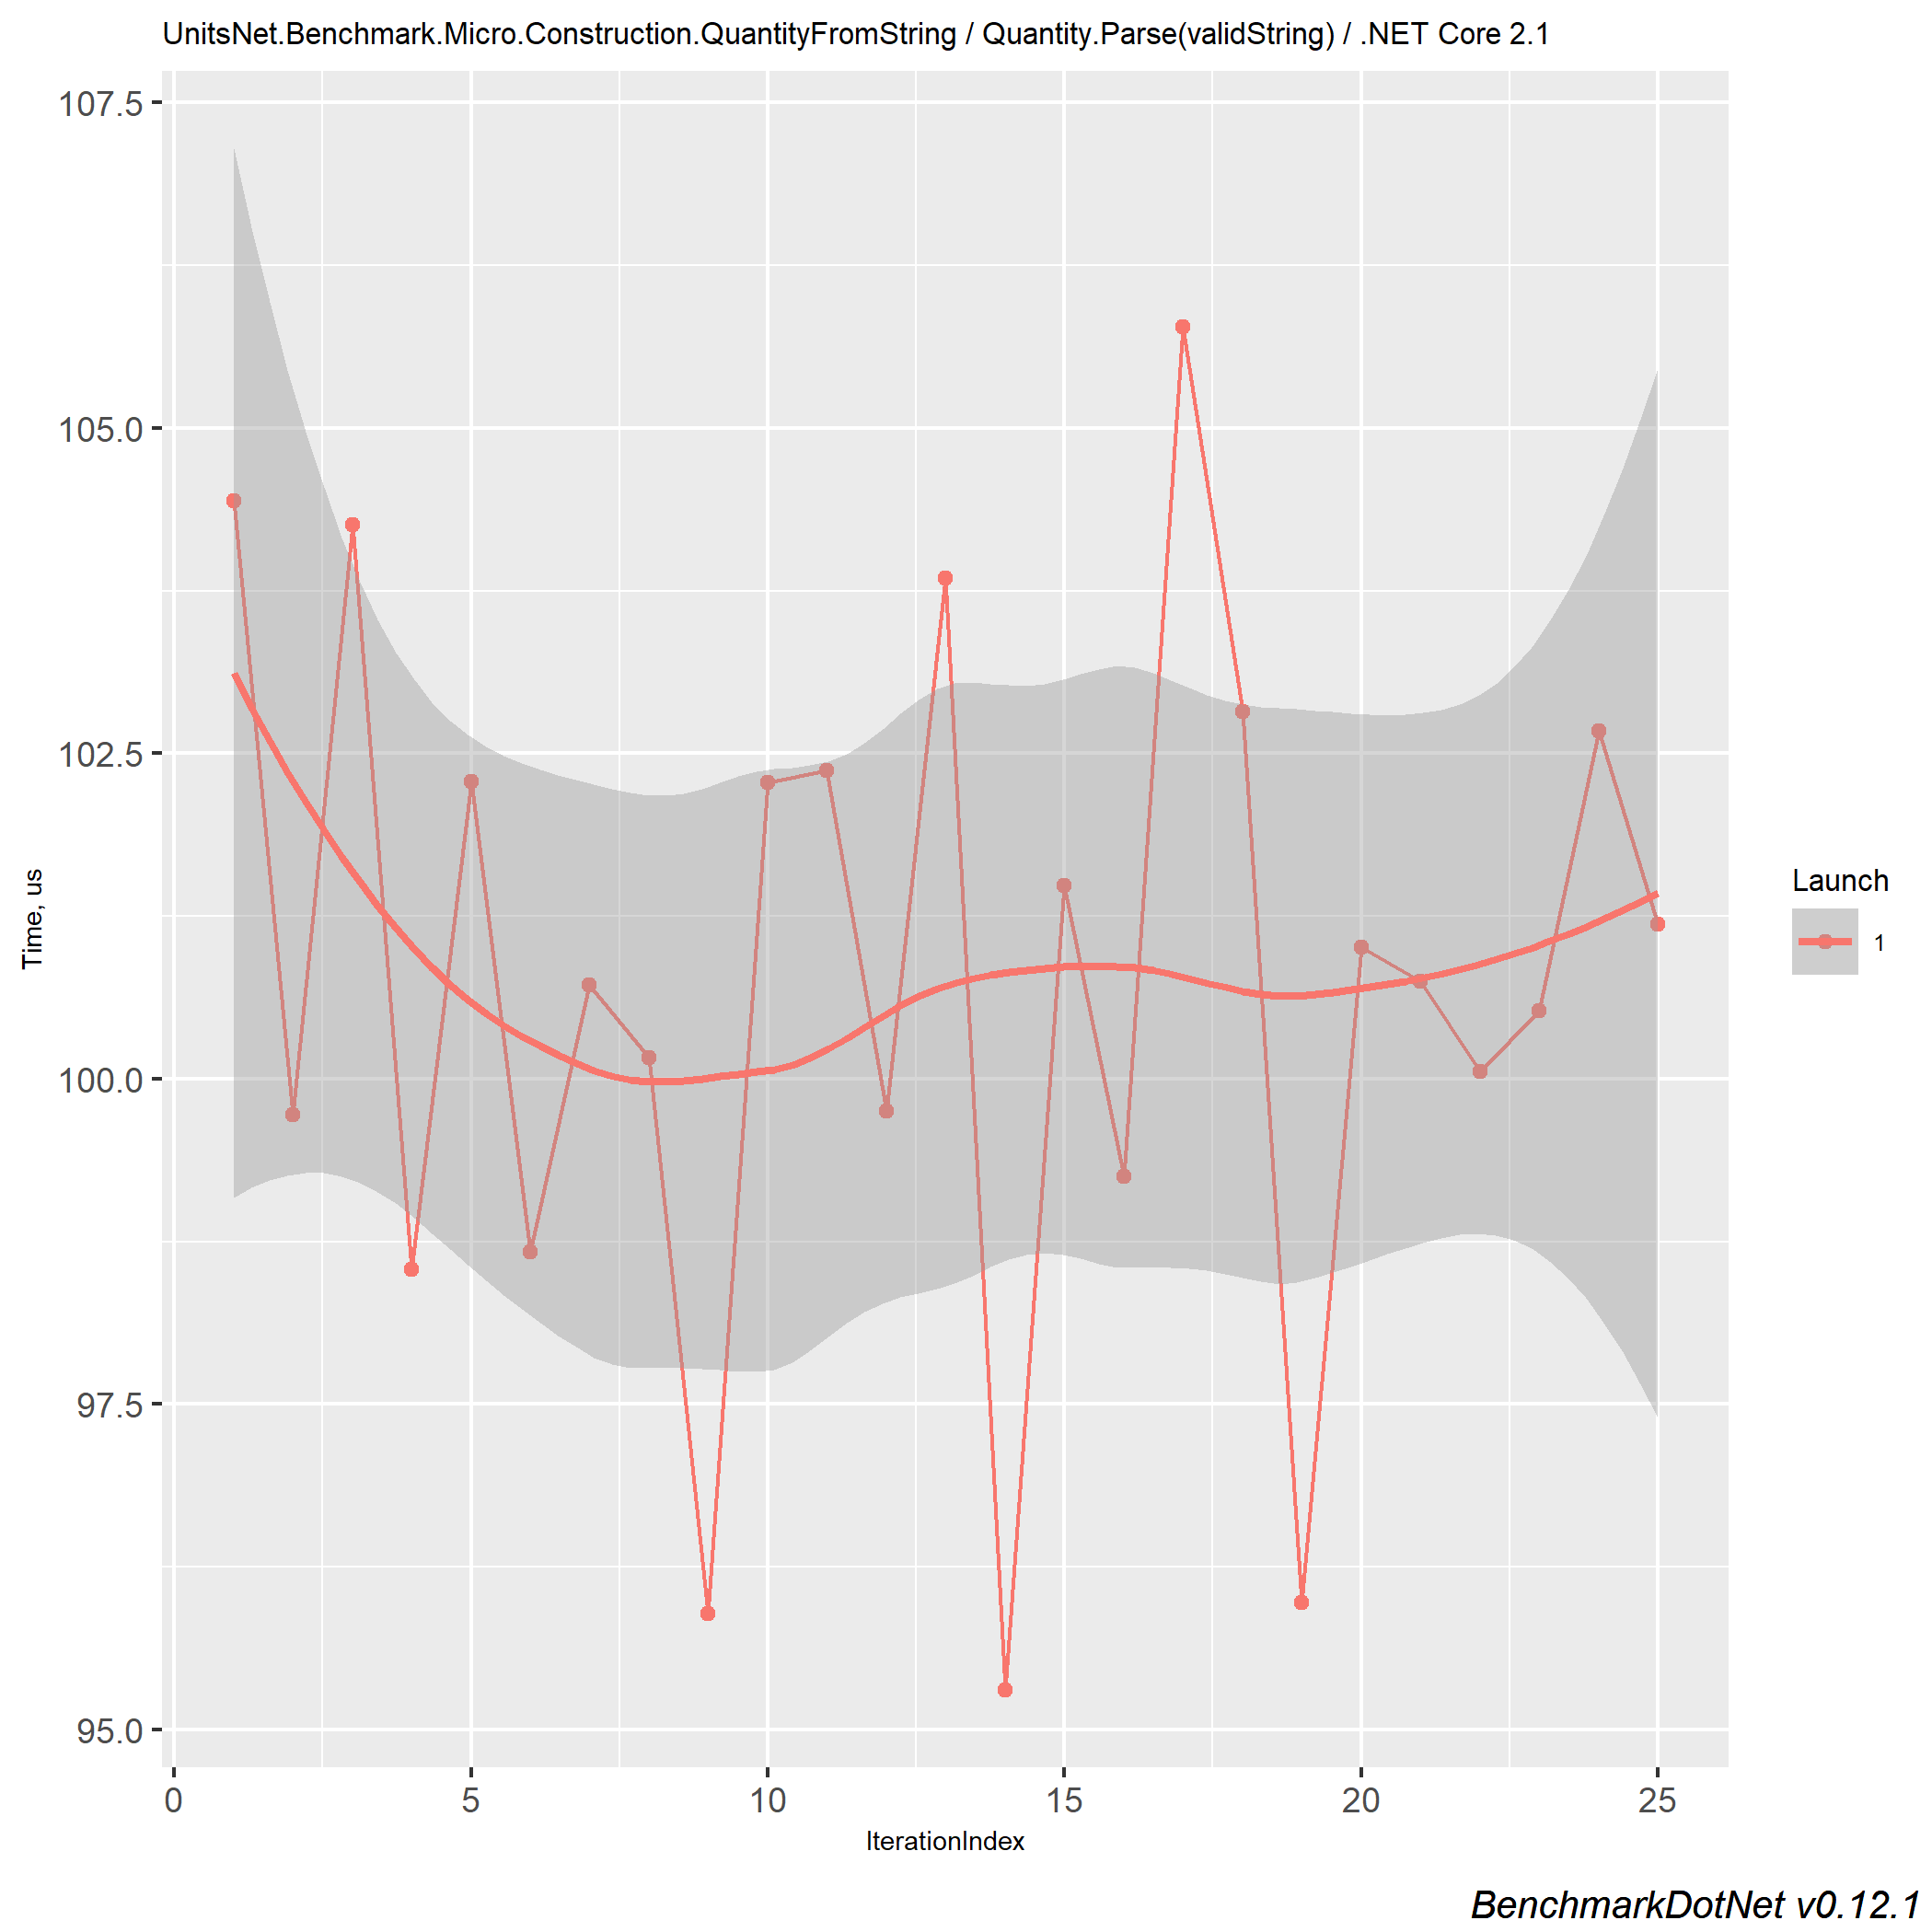 UnitsNet.Benchmark.Micro.Construction.QuantityFromString / Quantity.Parse(validString) / .NET Core 2.1
107.5
105.0
102.5
100.0
97.5
95.0
Time, us
0 5 10 15 20 25
IterationIndex
Launch
1
BenchmarkDotNet v0.12.1